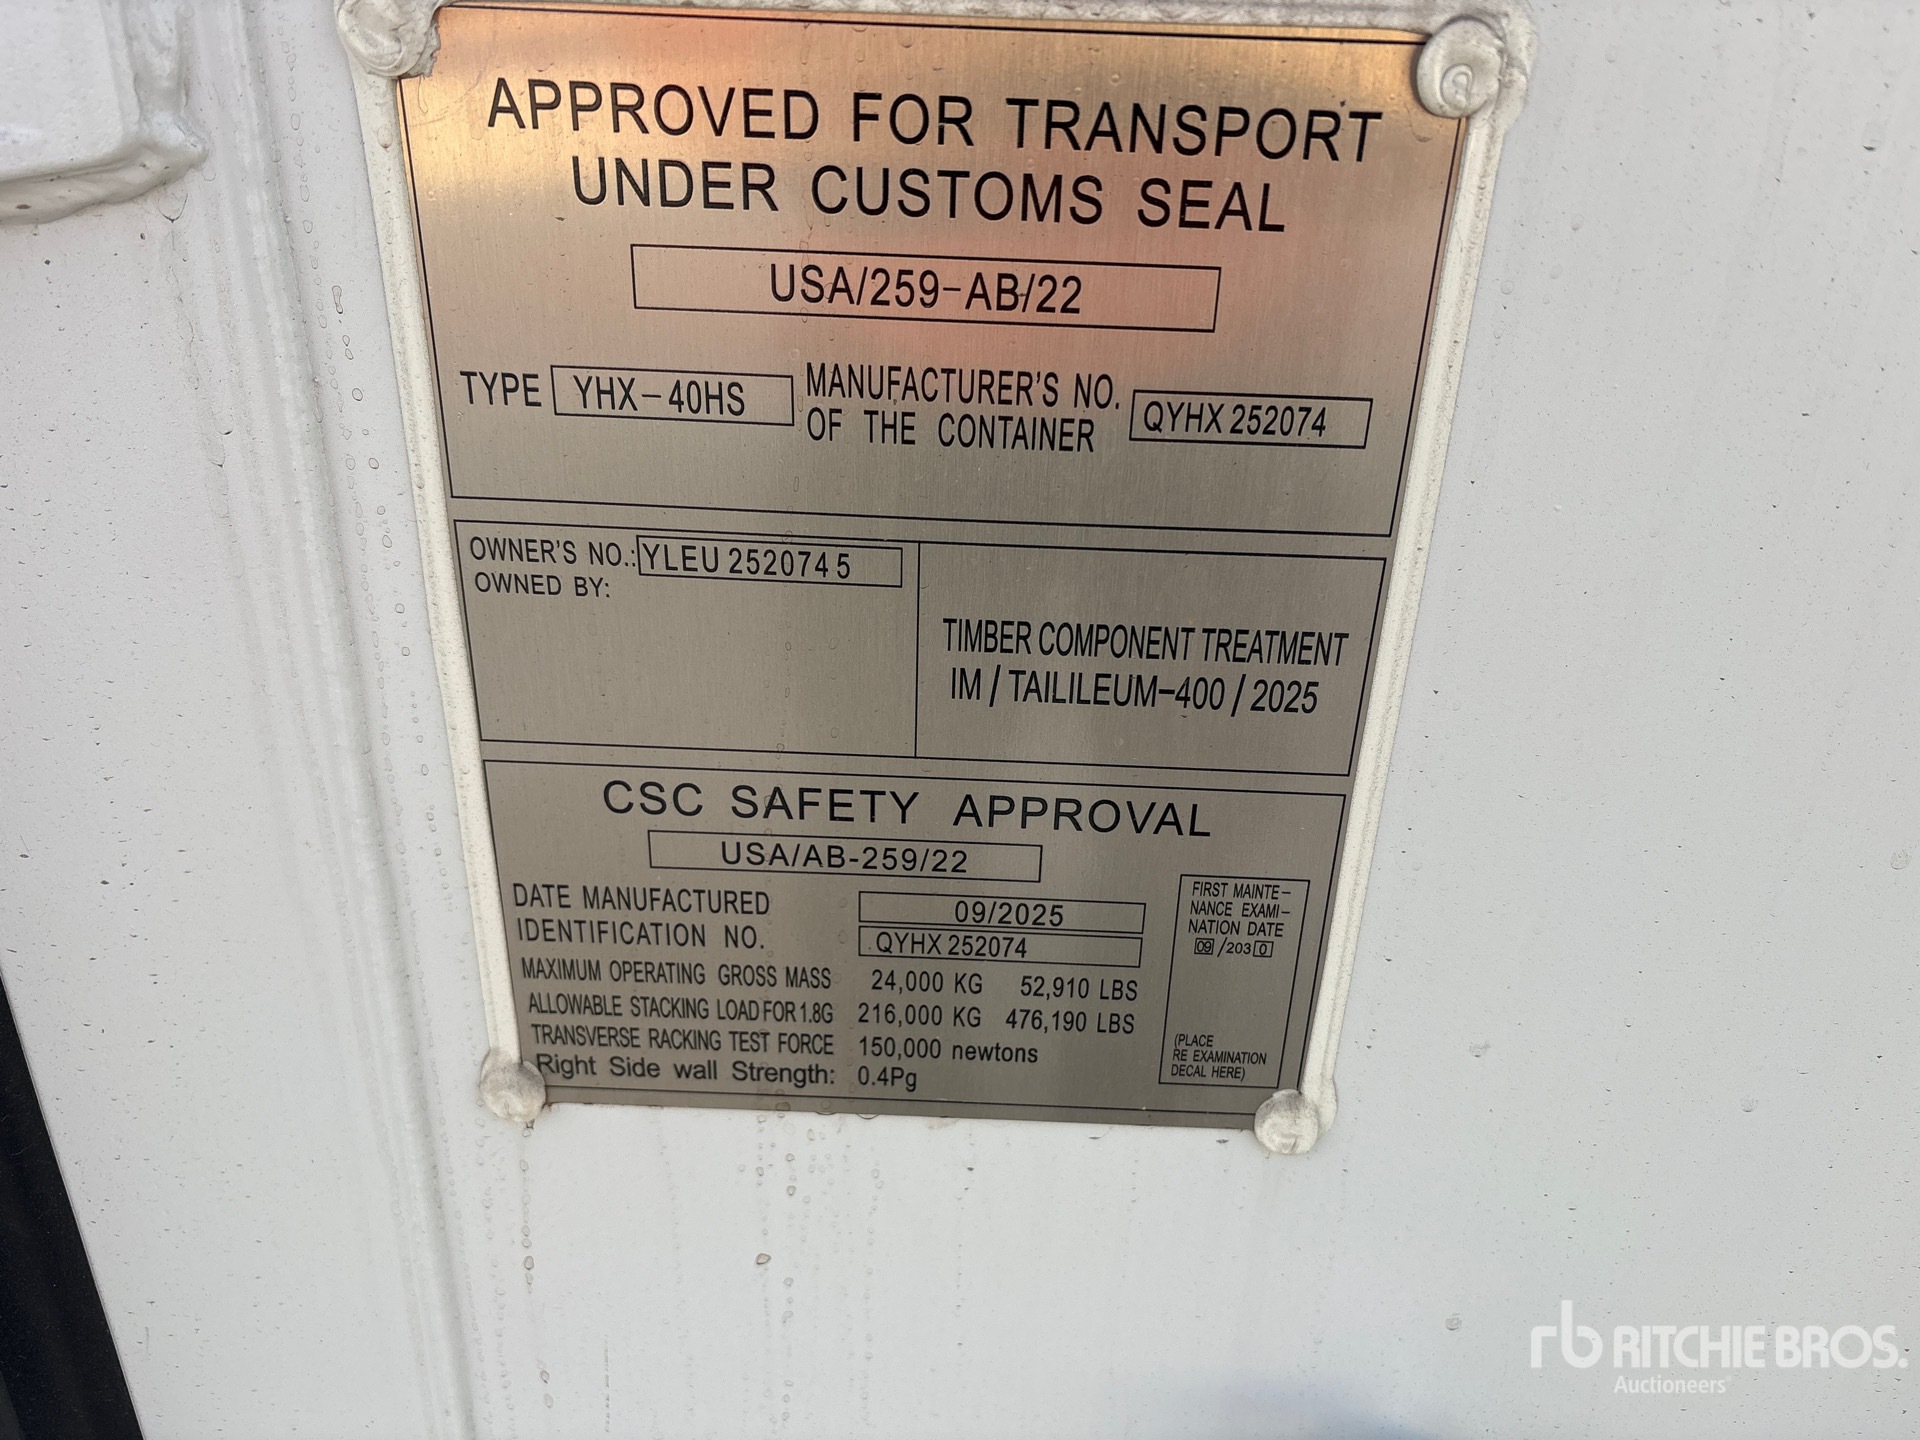 APPROVED FOR TRANSPORT
UNDER CUSTOMS SEAL
USA/259-AB/22
TYPE YHX-40HS
MANUFACTURER'S NO.
OF THE CONTAINER
QYHX 252074
OWNER'S NO.: YLEU 252074 5
OWNED BY:
TIMBER COMPONENT TREATMENT
IM / TAILILEUM-400 / 2025
CSC SAFETY APPROVAL
USA/AB-259/22
DATE MANUFACTURED 09/2025
IDENTIFICATION NO. QYHX 252074
MAXIMUM OPERATING GROSS MASS 24,000 KG 52,910 LBS
ALLOWABLE STACKING LOAD FOR 1.8G 216,000 KG 476,190 LBS
TRANSVERSE RACKING TEST FORCE 150,000 newtons
Right Side wall Strength: 0.4Pg
FIRST MAINTE-
NANCE EXAMI-
NATION DATE
09/2030
(PLACE
RE EXAMINATION
DECAL HERE)
rb RITCHIE BROS.
Auctioneers